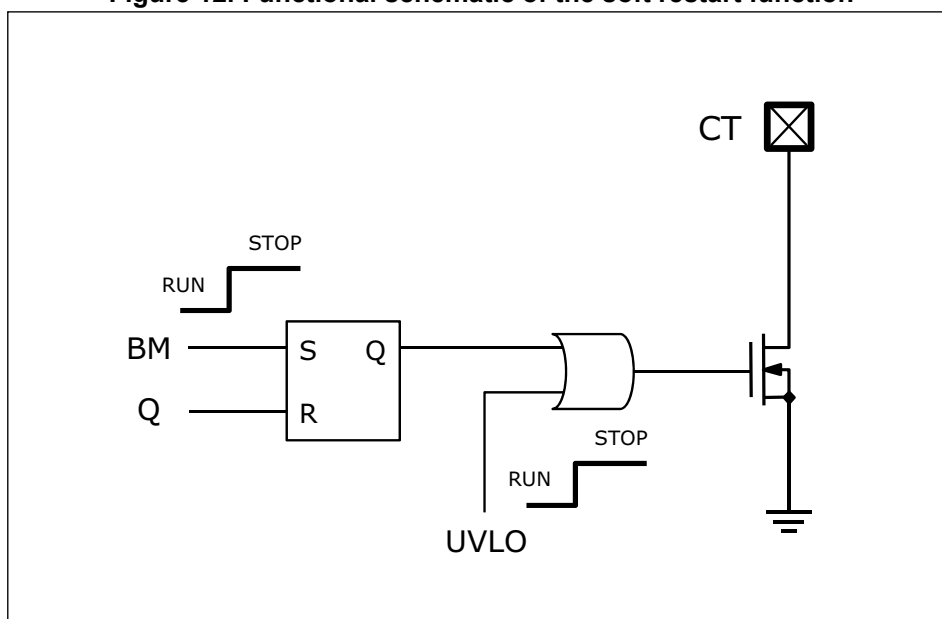 Figure 12. Functional schematic of the soft restart function
CT
STOP
RUN
BM
S
Q
Q
R
STOP
RUN
UVLO